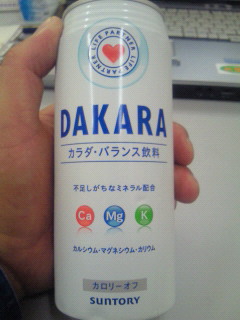 LIFE PARTNER LIFE PARTNER
DAKARA
カラダ・バランス飲料
不足しがちなミネラル配合
Ca Mg K
カルシウム・マグネシウム・カリウム
カロリーオフ
SUNTORY